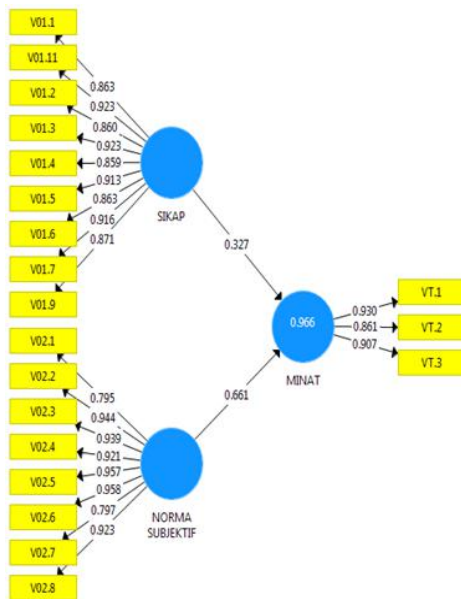 V01.1
V01.11
V01.2
V01.3
V01.4
V01.5
V01.6
V01.7
V01.9
0.863
0.923
0.860
0.923
0.859
0.913
0.863
0.916
0.871
SIKAP
0.327
V02.1
V02.2
V02.3
V02.4
V02.5
V02.6
V02.7
V02.8
0.795
0.944
0.939
0.921
0.957
0.958
0.797
0.923
NORMA
SUBJEKTIF
0.661
0.966
MINAT
0.930
0.861
0.907
VT.1
VT.2
VT.3